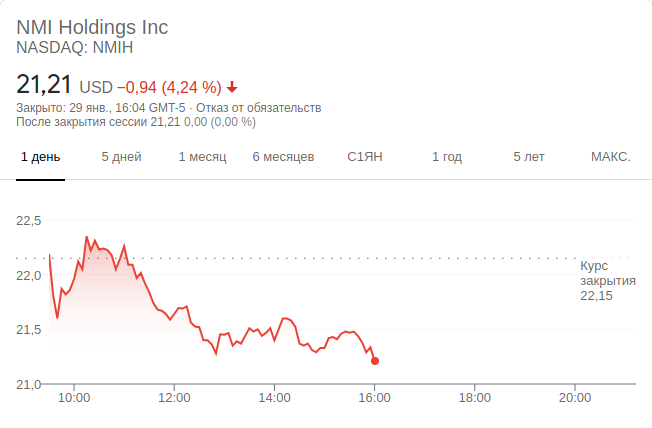 NMI Holdings Inc
NASDAQ: NMIH
21,21 USD −0,94 (4,24 %)
Закрыто: 29 янв., 16:04 GMT-5 · Отказ от обязательств
После закрытия сессии 21,21 0,00 (0,00 %)
1 день 5 дней 1 месяц 6 месяцев С1ЯН 1 год 5 лет МАКС.
22,5
22,0
21,5
21,0
Курс
закрытия
22,15
10:00 12:00 14:00 16:00 18:00 20:00